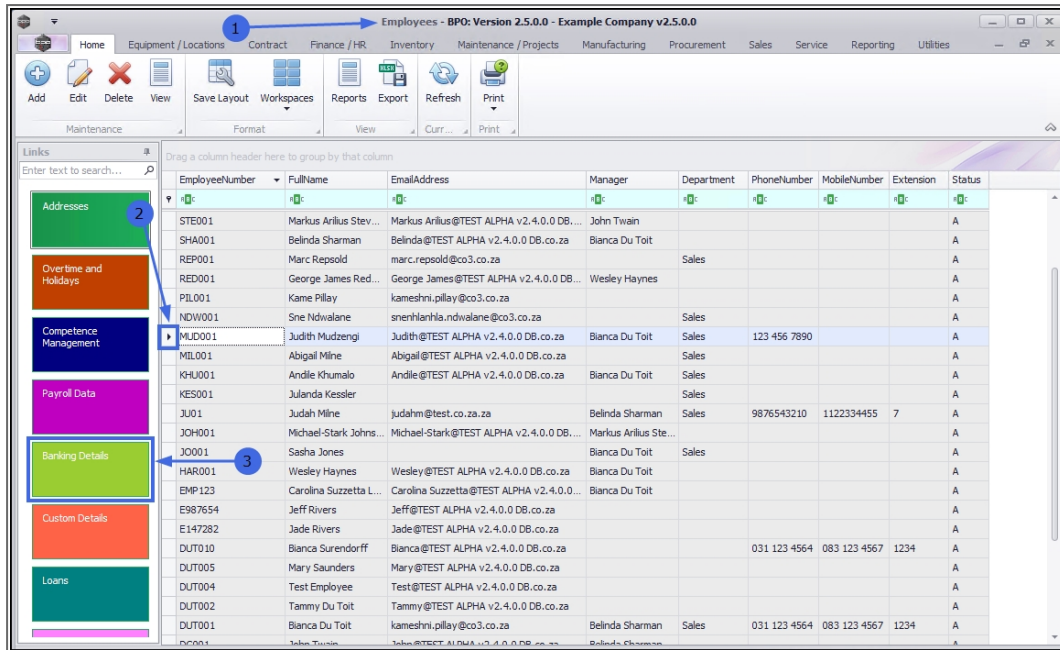 Employees - BPO: Version 2.5.0.0 - Example Company v2.5.0.0
1
Home Equipment / Locations Contract Finance / HR Inventory Maintenance / Projects Manufacturing Procurement Sales Service Reporting Utilities
Add Edit Delete View Save Layout Workspaces Reports Export Refresh Print
Maintenance Format View Curr... Print
Links
Enter text to search...
Addresses
2
Overtime and
Holidays
Competence
Management
Payroll Data
Banking Details
3
Custom Details
Loans
Drag a column header here to group by that column
EmployeeNumber FullName EmailAddress Manager Department PhoneNumber MobileNumber Extension Status
STE001 Markus Arilius Stev... Markus Arilius@TEST ALPHA v2.4.0.0 DB.... John Twain A
SHA001 Belinda Sharman Belinda@TEST ALPHA v2.4.0.0 DB.co.za Bianca Du Toit A
REP001 Marc Repsold marc.repsold@co3.co.za Sales A
RED001 George James Red... George James@TEST ALPHA v2.4.0.0 DB... Wesley Haynes A
PIL001 Kame Pillay kameshni.pillay@co3.co.za A
NDW001 Sne Ndwalane snenhlanhla.ndwalane@co3.co.za Sales A
MUD001 Judith Mudzengi Judith@TEST ALPHA v2.4.0.0 DB.co.za Bianca Du Toit Sales 123 456 7890 A
MIL001 Abigail Milne Abigail@TEST ALPHA v2.4.0.0 DB.co.za Sales A
KHU001 Andile Khumalo Andile@TEST ALPHA v2.4.0.0 DB.co.za Bianca Du Toit Sales A
KES001 Julanda Kessler Sales A
JU01 Judah Milne judahm@test.co.za.za Belinda Sharman Sales 9876543210 1122334455 7 A
JOH001 Michael-Stark Johns... Michael-Stark@TEST ALPHA v2.4.0.0 DB.... Markus Arilius Ste... A
JO001 Sasha Jones Bianca Du Toit Sales A
HAR001 Wesley Haynes Wesley@TEST ALPHA v2.4.0.0 DB.co.za Bianca Du Toit A
EMP123 Carolina Suzzetta L... Carolina Suzzetta@TEST ALPHA v2.4.0.0... Bianca Du Toit A
E987654 Jeff Rivers Jeff@TEST ALPHA v2.4.0.0 DB.co.za A
E147282 Jade Rivers Jade@TEST ALPHA v2.4.0.0 DB.co.za A
DUT010 Bianca Surendorff Bianca@TEST ALPHA v2.4.0.0 DB.co.za 031 123 4564 083 123 4567 1234 A
DUT005 Mary Saunders Mary@TEST ALPHA v2.4.0.0 DB.co.za A
DUT004 Test Employee Test@TEST ALPHA v2.4.0.0 DB.co.za A
DUT002 Tammy Du Toit Tammy@TEST ALPHA v2.4.0.0 DB.co.za A
DUT001 Bianca Du Toit kameshni.pillay@co3.co.za Belinda Sharman Sales 031 123 4564 083 123 4567 1234 A
John Twain John@TEST ALPHA v2.4.0.0 DB.co.za Belinda Sharman A